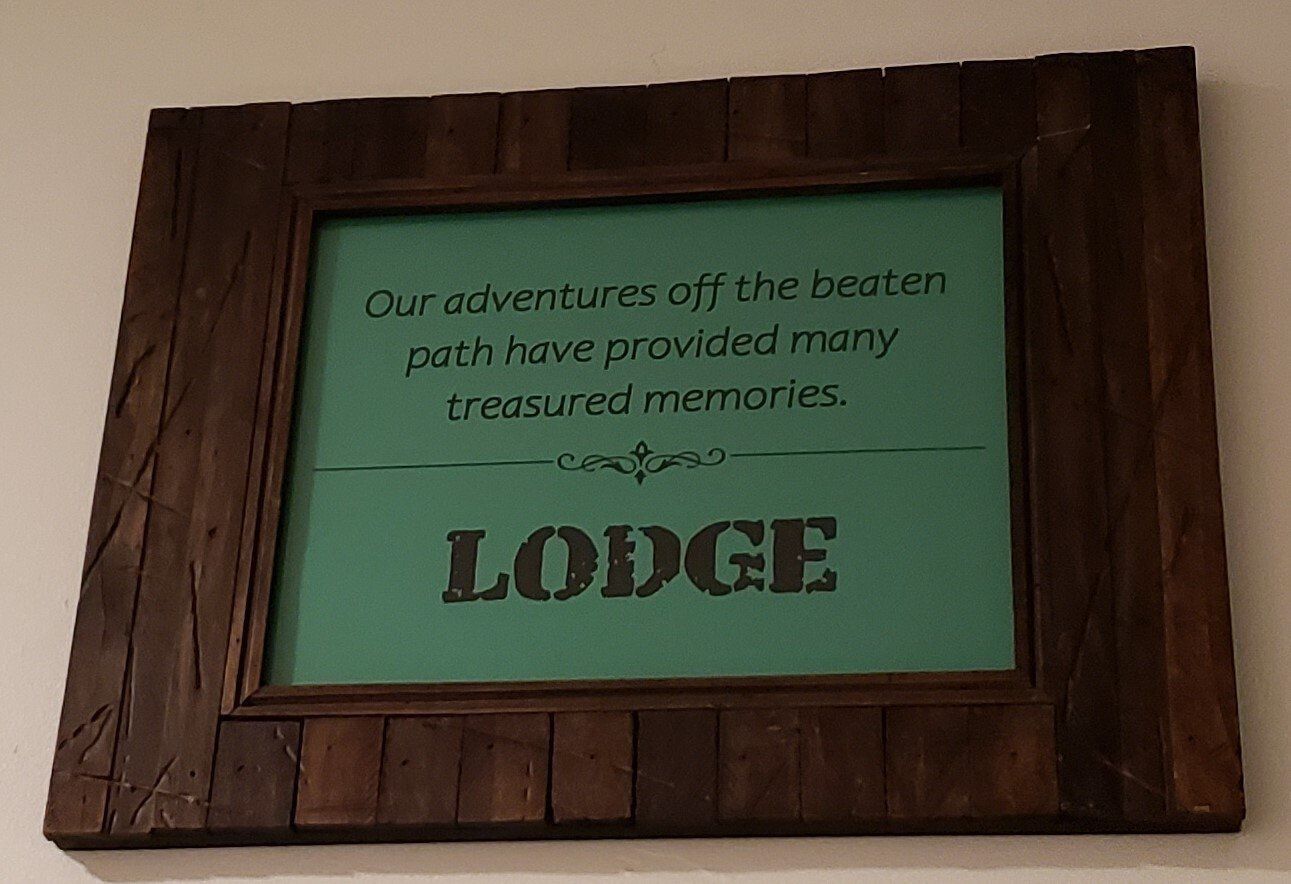 Our adventures off the beaten
path have provided many
treasured memories.
LODGE